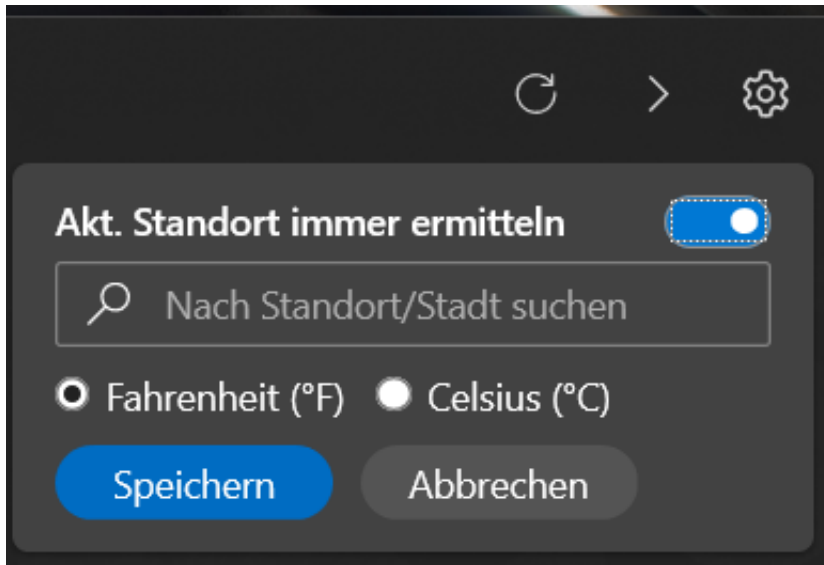 Akt. Standort immer ermitteln
Nach Standort/Stadt suchen
Fahrenheit (°F) Celsius (°C)
Speichern Abbrechen